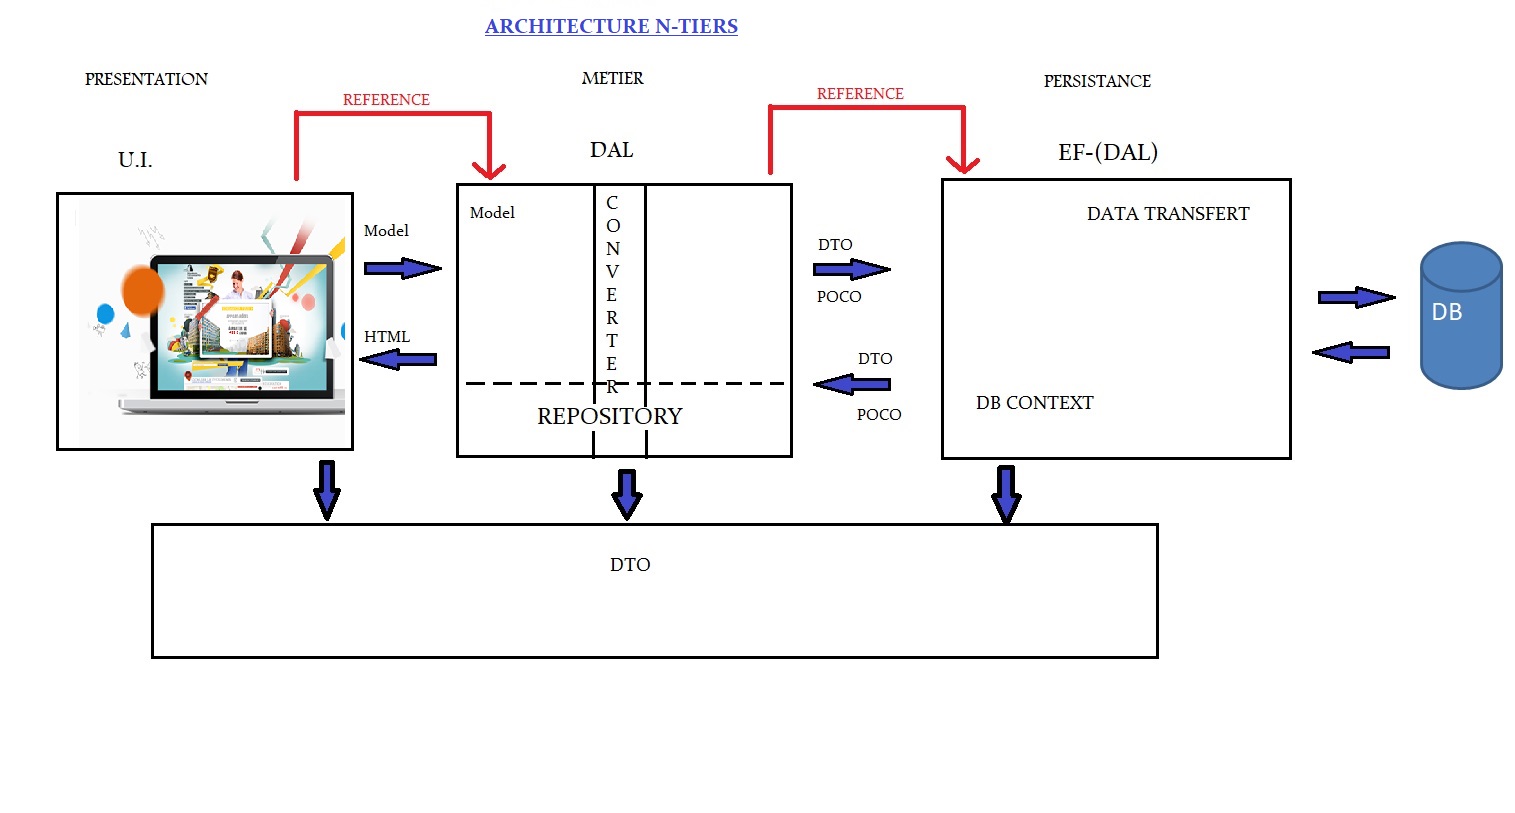 ARCHITECTURE N-TIERS
PRESENTATION
METIER
PERSISTANCE
REFERENCE
REFERENCE
U.I.
DAL
EF-(DAL)
Model
HTML
Model
CONVERTER
REPOSITORY
DTO
POCO
DTO
POCO
DATA TRANSFERT
DB CONTEXT
DB
DTO